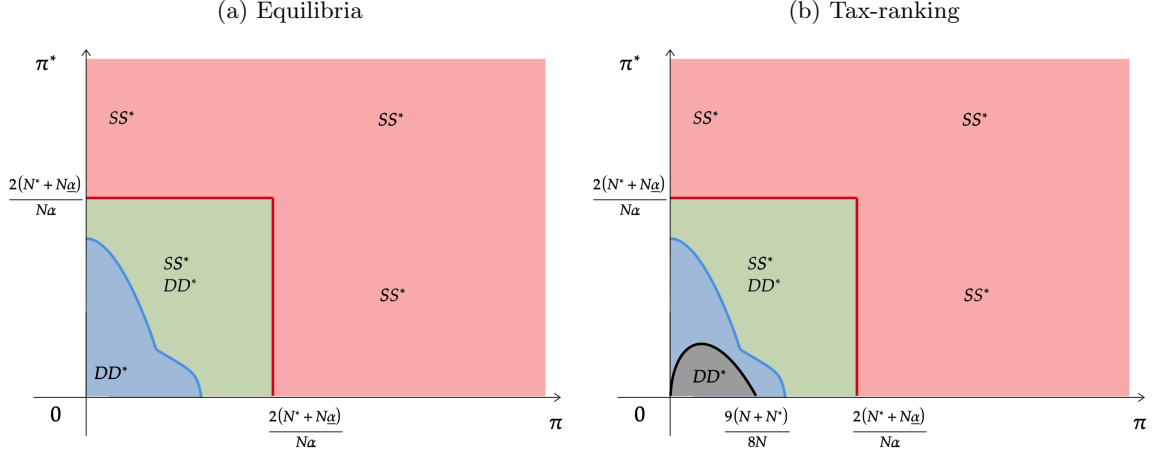 (a) Equilibria
(b) Tax-ranking
π*
SS*
SS*
2(N* + Nα)
Nα
SS*
DD*
SS*
DD*
0
2(N* + Nα)
Nα
π
π*
SS*
SS*
2(N* + Nα)
Nα
SS*
DD*
SS*
DD*
0
9(N + N*)
8N
2(N* + Nα)
Nα
π